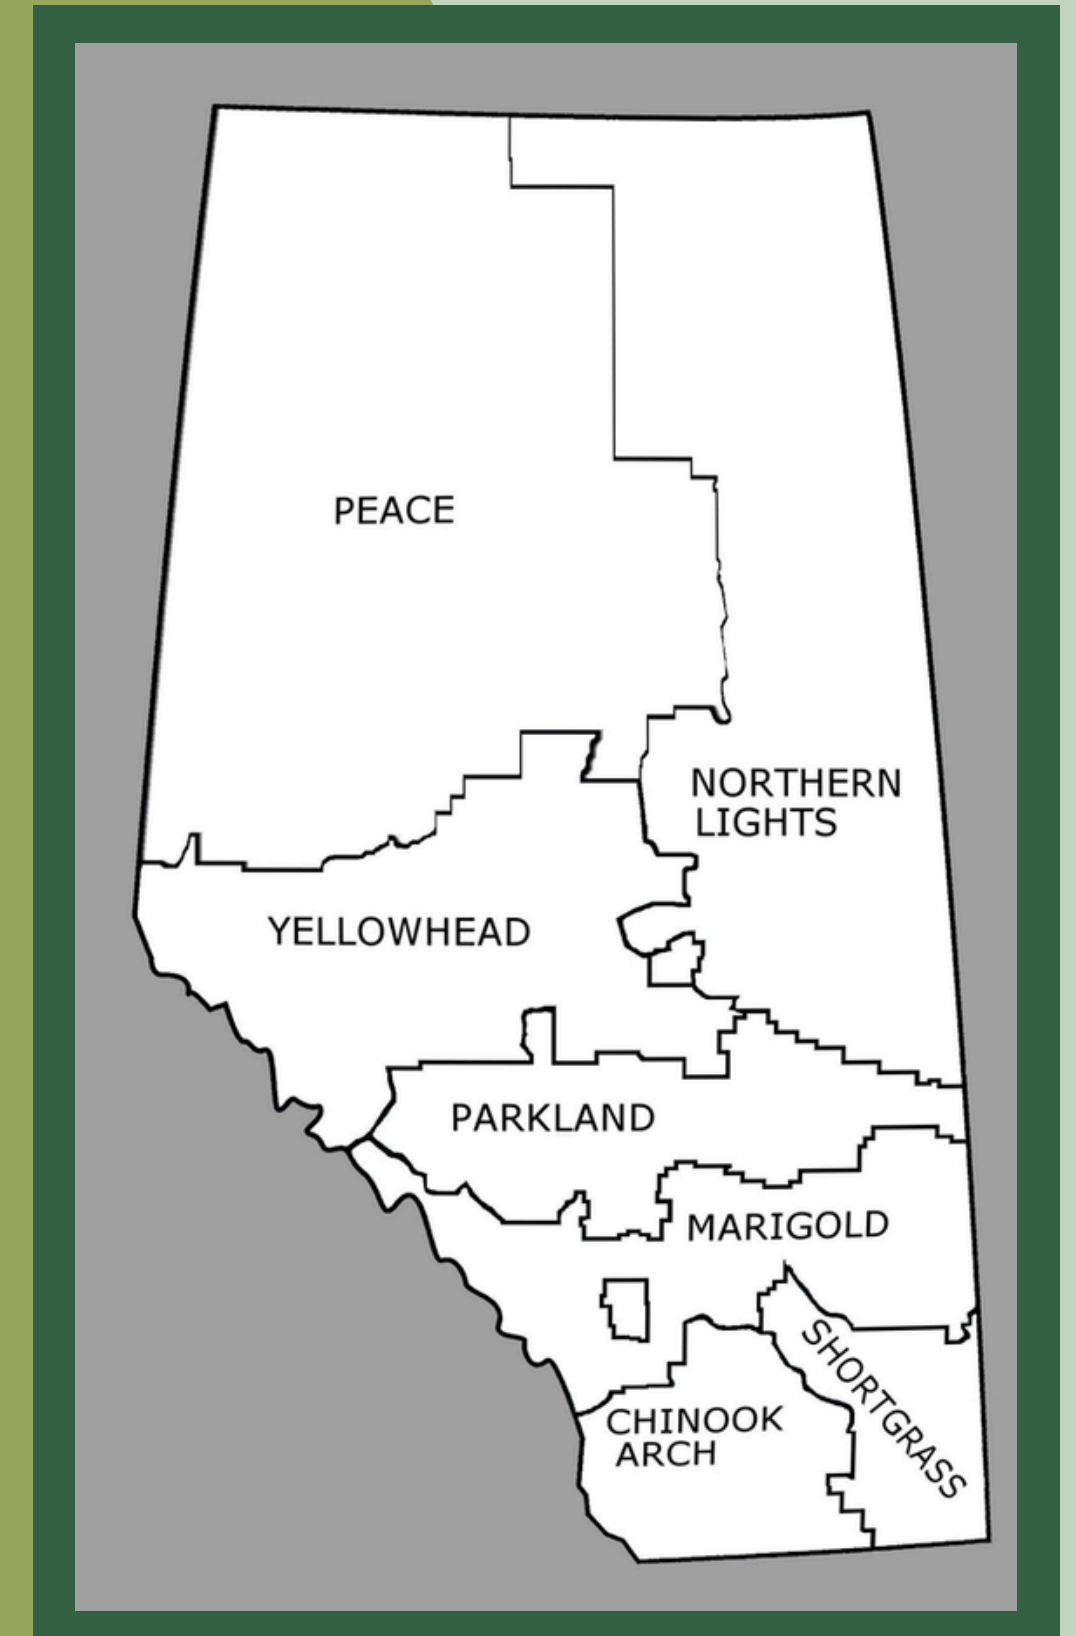 PEACE
NORTHERN
LIGHTS
YELLOWHEAD
PARKLAND
MARIGOLD
SHORTGRASS
CHINOOK
ARCH